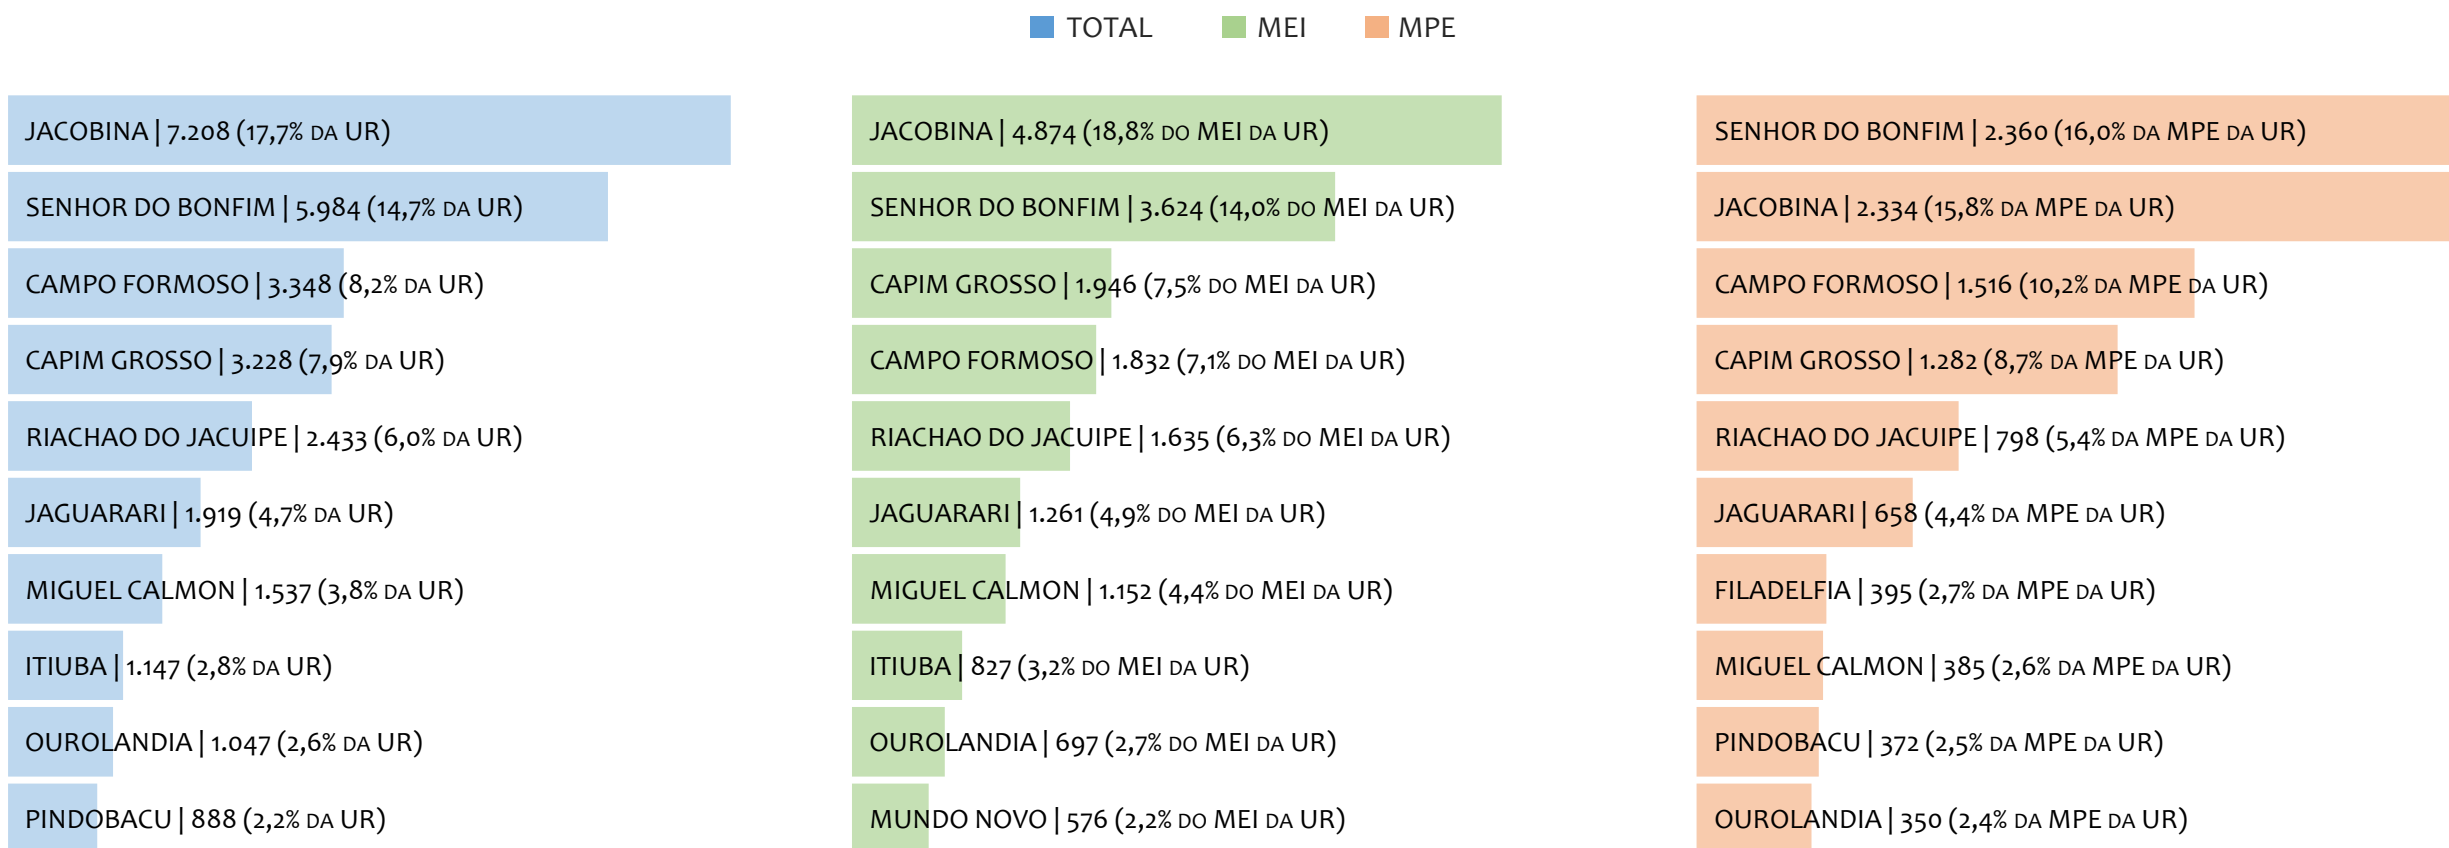 TOTAL
MEI
MPE
JACOBINA | 7.208 (17,7% DA UR)
SENHOR DO BONFIM | 5.984 (14,7% DA UR)
CAMPO FORMOSO | 3.348 (8,2% DA UR)
CAPIM GROSSO | 3.228 (7,9% DA UR)
RIACHAO DO JACUIPE | 2.433 (6,0% DA UR)
JAGUARARI | 1.919 (4,7% DA UR)
MIGUEL CALMON | 1.537 (3,8% DA UR)
ITIUBA | 1.147 (2,8% DA UR)
OUROLANDIA | 1.047 (2,6% DA UR)
PINDOBACU | 888 (2,2% DA UR)
JACOBINA | 4.874 (18,8% DO MEI DA UR)
SENHOR DO BONFIM | 3.624 (14,0% DO MEI DA UR)
CAPIM GROSSO | 1.946 (7,5% DO MEI DA UR)
CAMPO FORMOSO | 1.832 (7,1% DO MEI DA UR)
RIACHAO DO JACUIPE | 1.635 (6,3% DO MEI DA UR)
JAGUARARI | 1.261 (4,9% DO MEI DA UR)
MIGUEL CALMON | 1.152 (4,4% DO MEI DA UR)
ITIUBA | 827 (3,2% DO MEI DA UR)
OUROLANDIA | 697 (2,7% DO MEI DA UR)
MUNDO NOVO | 576 (2,2% DO MEI DA UR)
SENHOR DO BONFIM | 2.360 (16,0% DA MPE DA UR)
JACOBINA | 2.334 (15,8% DA MPE DA UR)
CAMPO FORMOSO | 1.516 (10,2% DA MPE DA UR)
CAPIM GROSSO | 1.282 (8,7% DA MPE DA UR)
RIACHAO DO JACUIPE | 798 (5,4% DA MPE DA UR)
JAGUARARI | 658 (4,4% DA MPE DA UR)
FILADELFIA | 395 (2,7% DA MPE DA UR)
MIGUEL CALMON | 385 (2,6% DA MPE DA UR)
PINDOBACU | 372 (2,5% DA MPE DA UR)
OUROLANDIA | 350 (2,4% DA MPE DA UR)